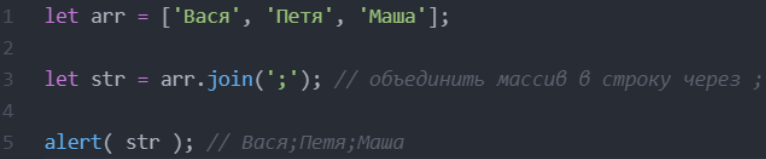 1 let arr = ['Вася', 'Петя', 'Маша'];
2
3 let str = arr.join(';'); // объединить массив в строку через ;
4
5 alert( str ); // Вася;Петя;Маша